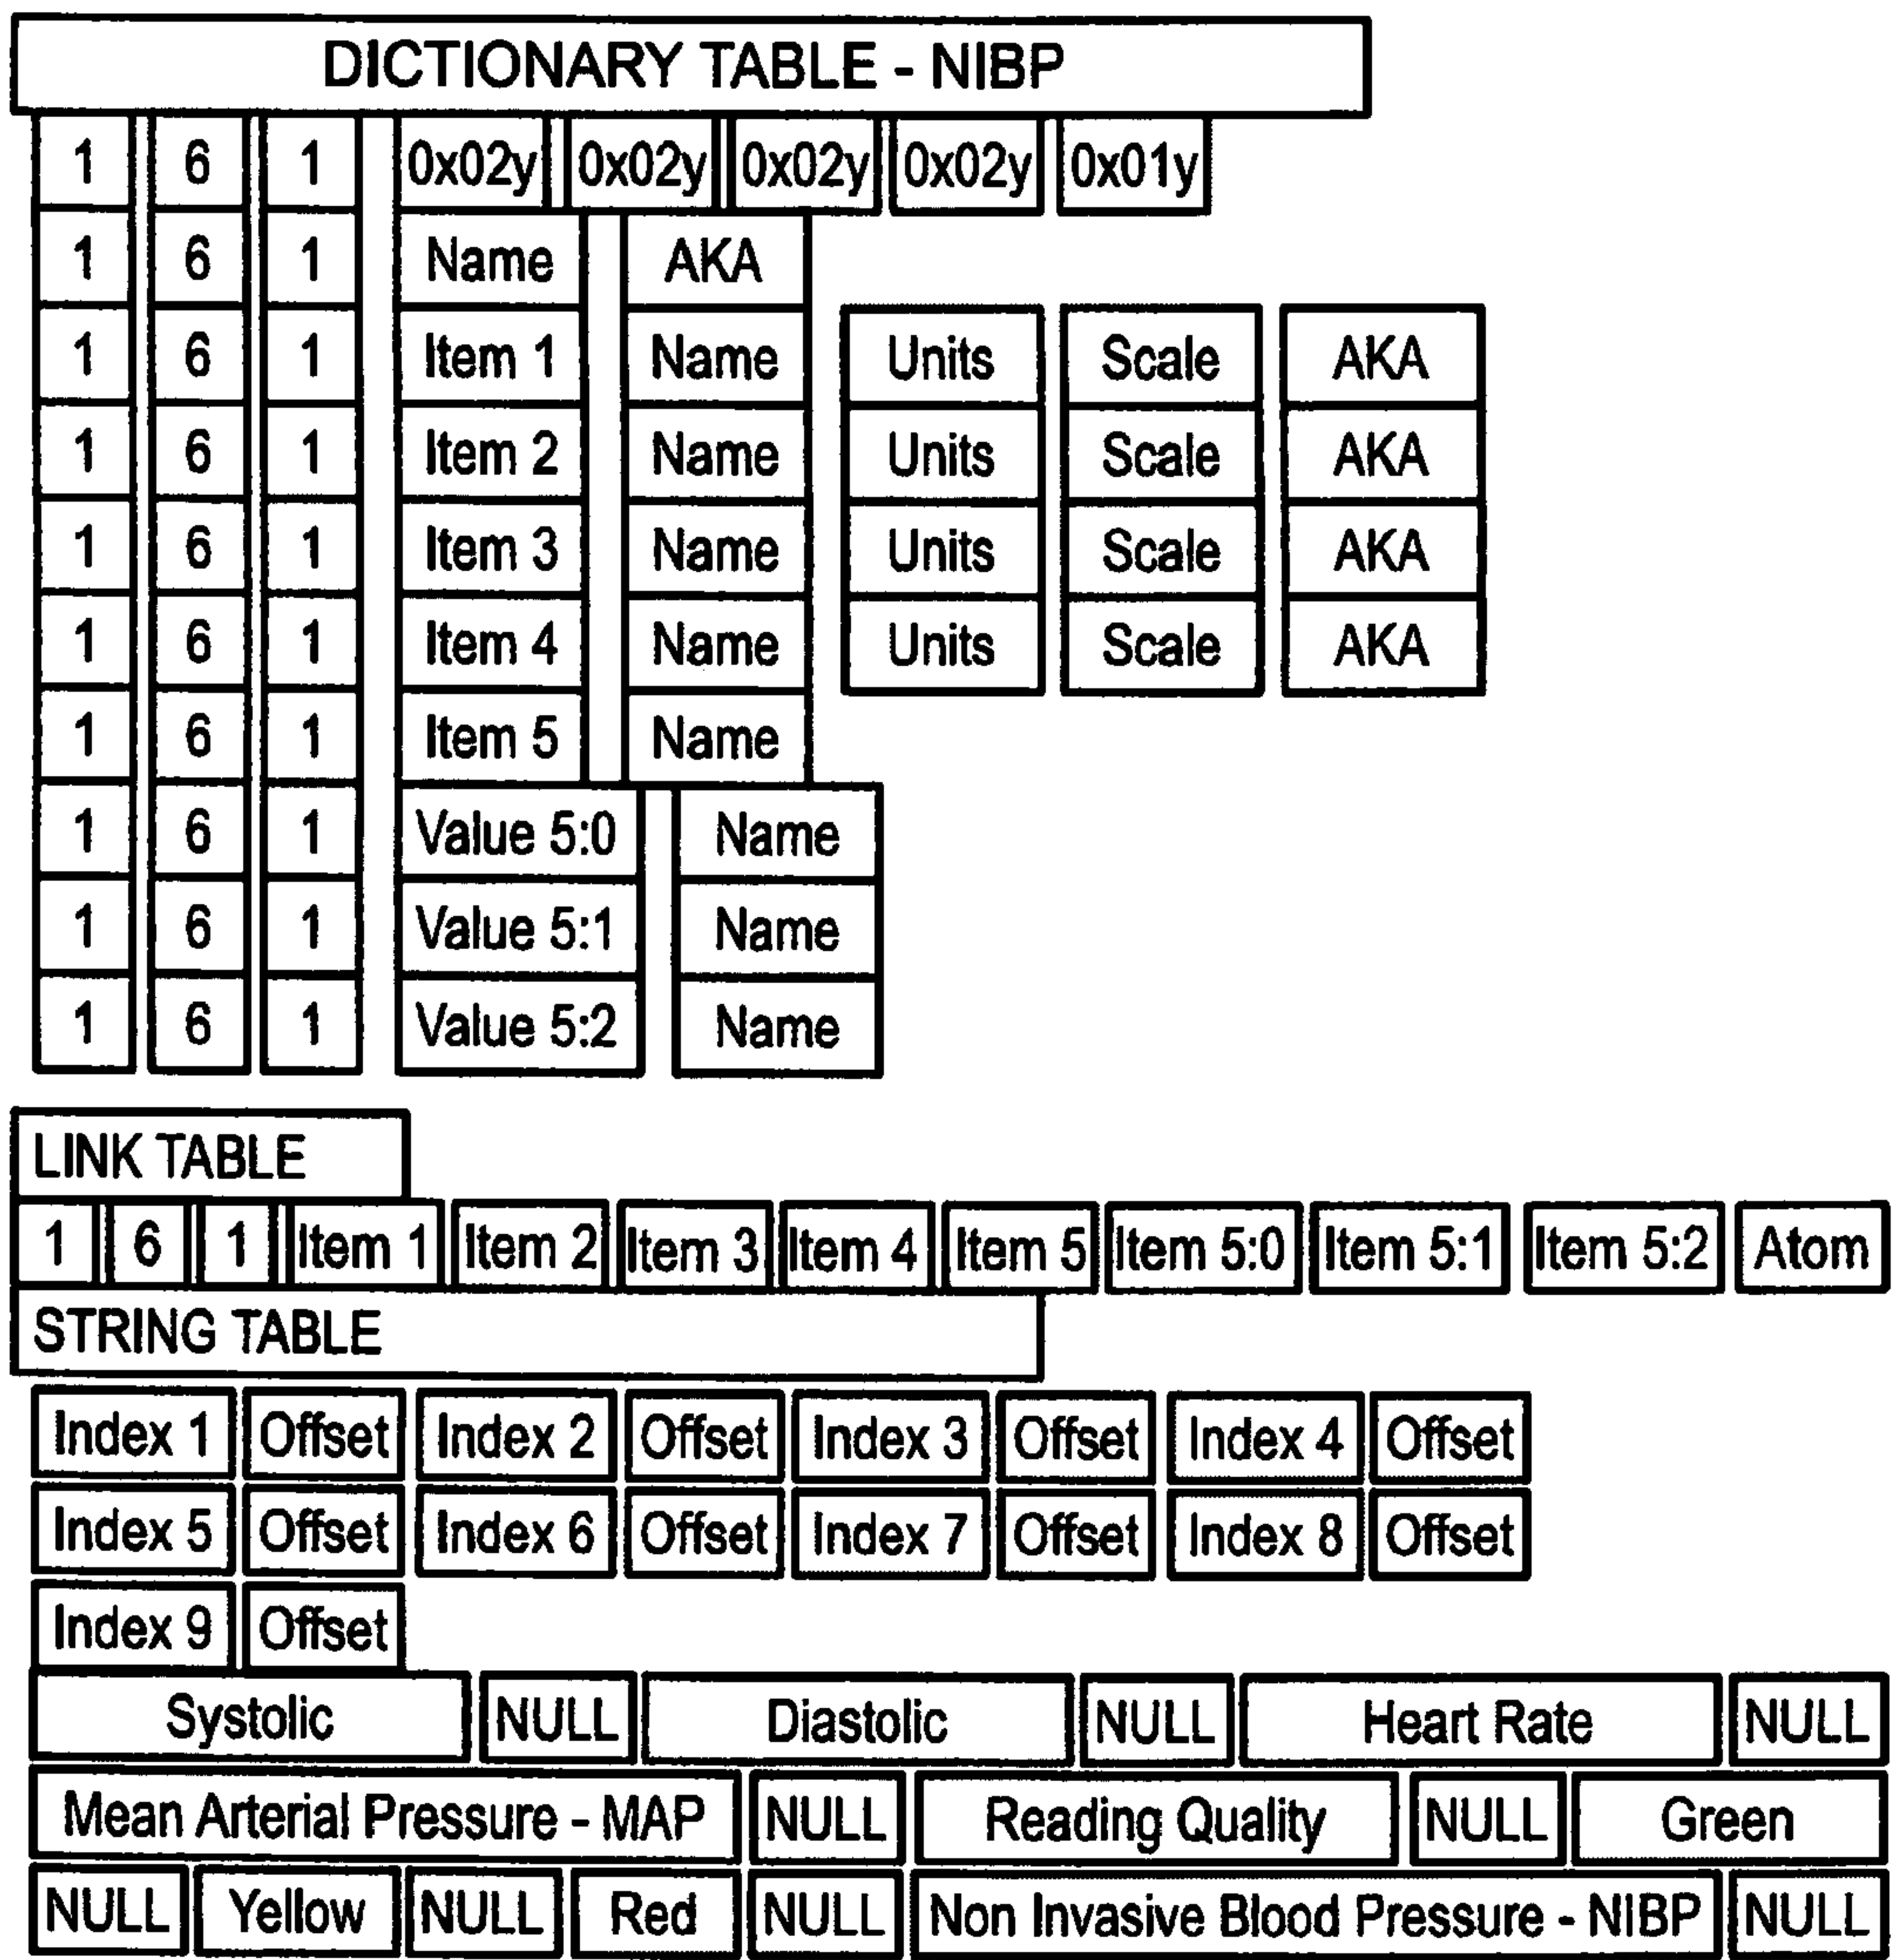 DICTIONARY TABLE - NIBP
1 6 1 0x02y 0x02y 0x02y 0x02y 0x01y
1 6 1 Name AKA
1 6 1 Item 1 Name Units Scale AKA
1 6 1 Item 2 Name Units Scale AKA
1 6 1 Item 3 Name Units Scale AKA
1 6 1 Item 4 Name Units Scale AKA
1 6 1 Item 5 Name
1 6 1 Value 5:0 Name
1 6 1 Value 5:1 Name
1 6 1 Value 5:2 Name
LINK TABLE
1 6 1 Item 1 Item 2 Item 3 Item 4 Item 5 Item 5:0 Item 5:1 Item 5:2 Atom
STRING TABLE
Index 1 Offset Index 2 Offset Index 3 Offset Index 4 Offset
Index 5 Offset Index 6 Offset Index 7 Offset Index 8 Offset
Index 9 Offset
Systolic NULL Diastolic NULL Heart Rate NULL
Mean Arterial Pressure - MAP NULL Reading Quality NULL Green
NULL Yellow NULL Red NULL Non Invasive Blood Pressure - NIBP NULL